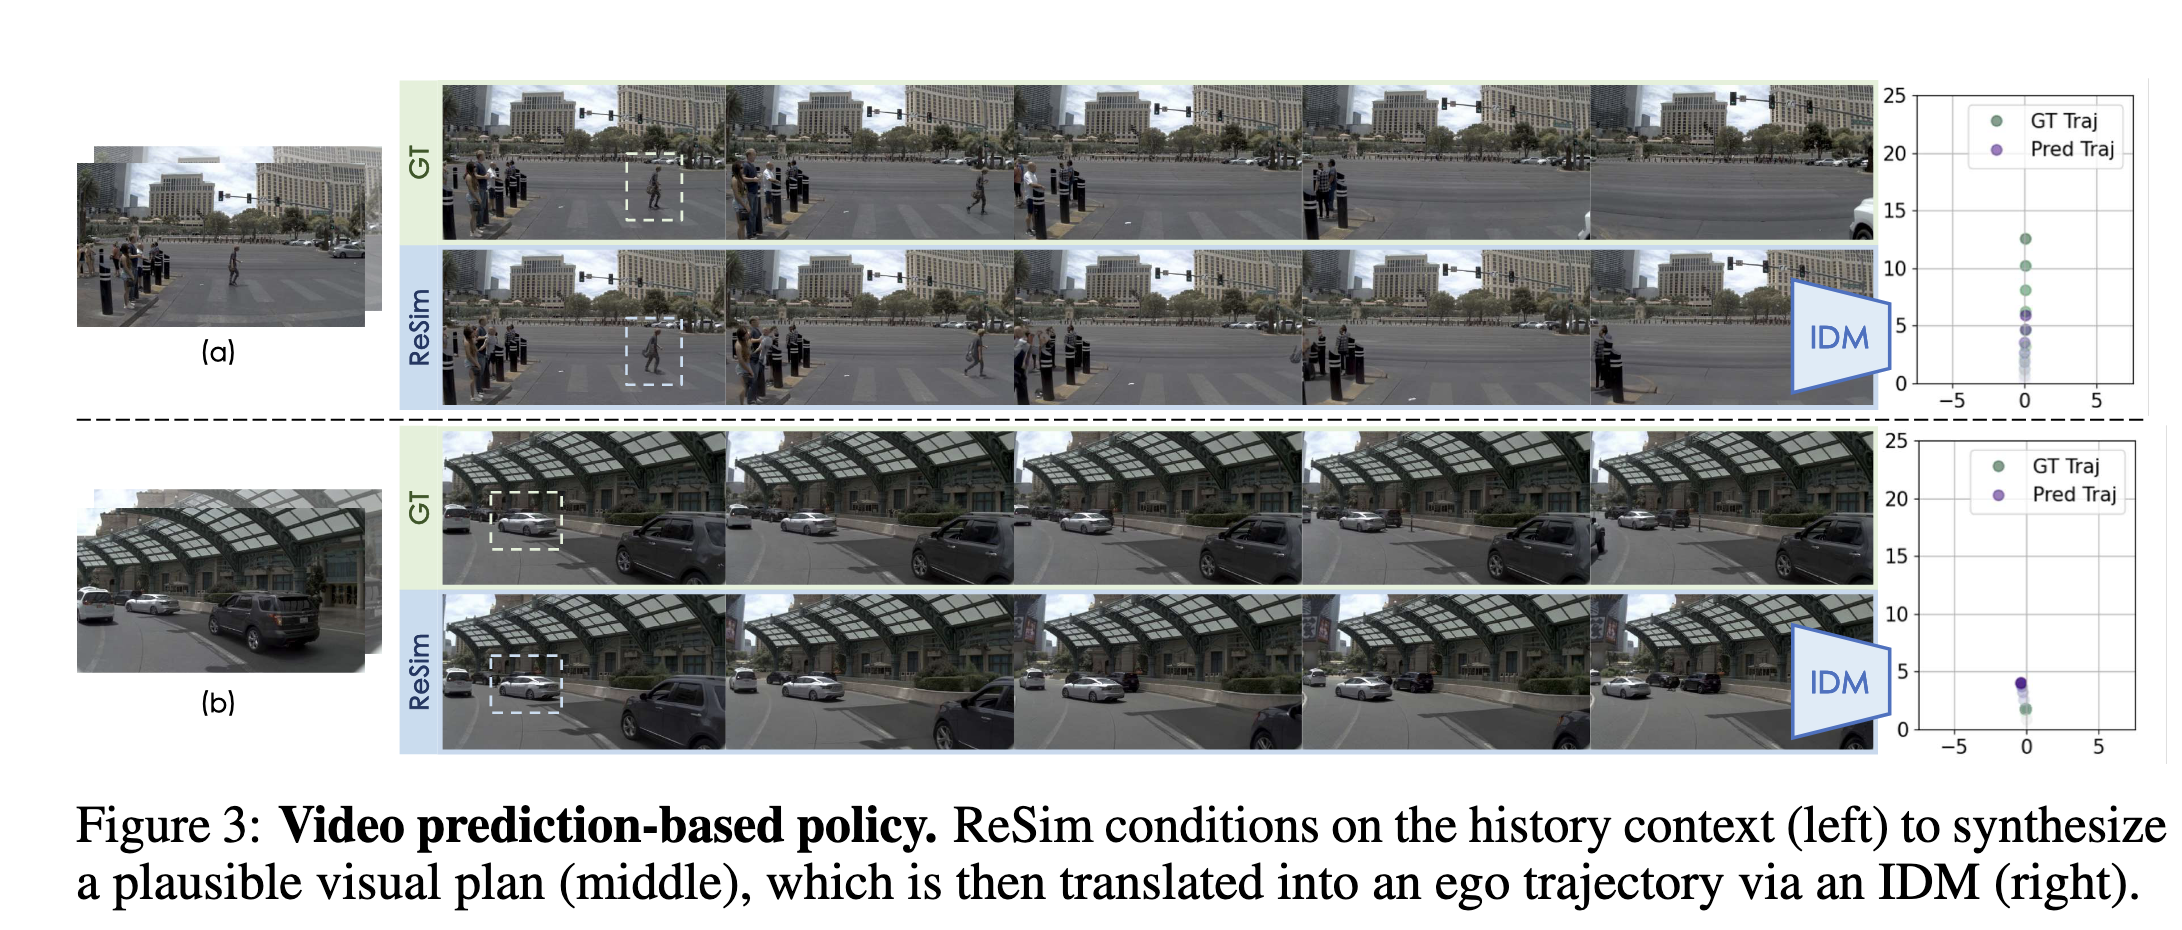 GT
ReSim
IDM
(a)
25
20
15
10
5
0
−5
0
5
GT Traj
Pred Traj
GT
ReSim
IDM
(b)
25
20
15
10
5
0
−5
0
5
GT Traj
Pred Traj
Figure 3: Video prediction-based policy. ReSim conditions on the history context (left) to synthesize
a plausible visual plan (middle), which is then translated into an ego trajectory via an IDM (right).